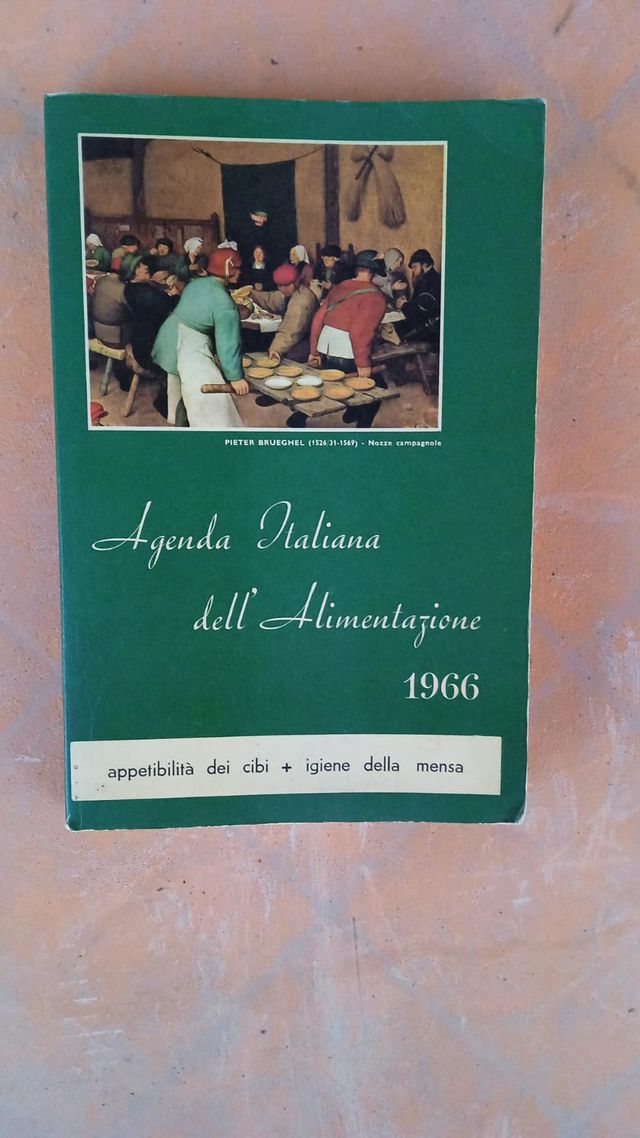 PIETER BRUEGHEL (1526/31-1569) - Nozze campagnole
Agenda Italiana
dell'Alimentazione
1966
appetibilità dei cibi + igiene della mensa